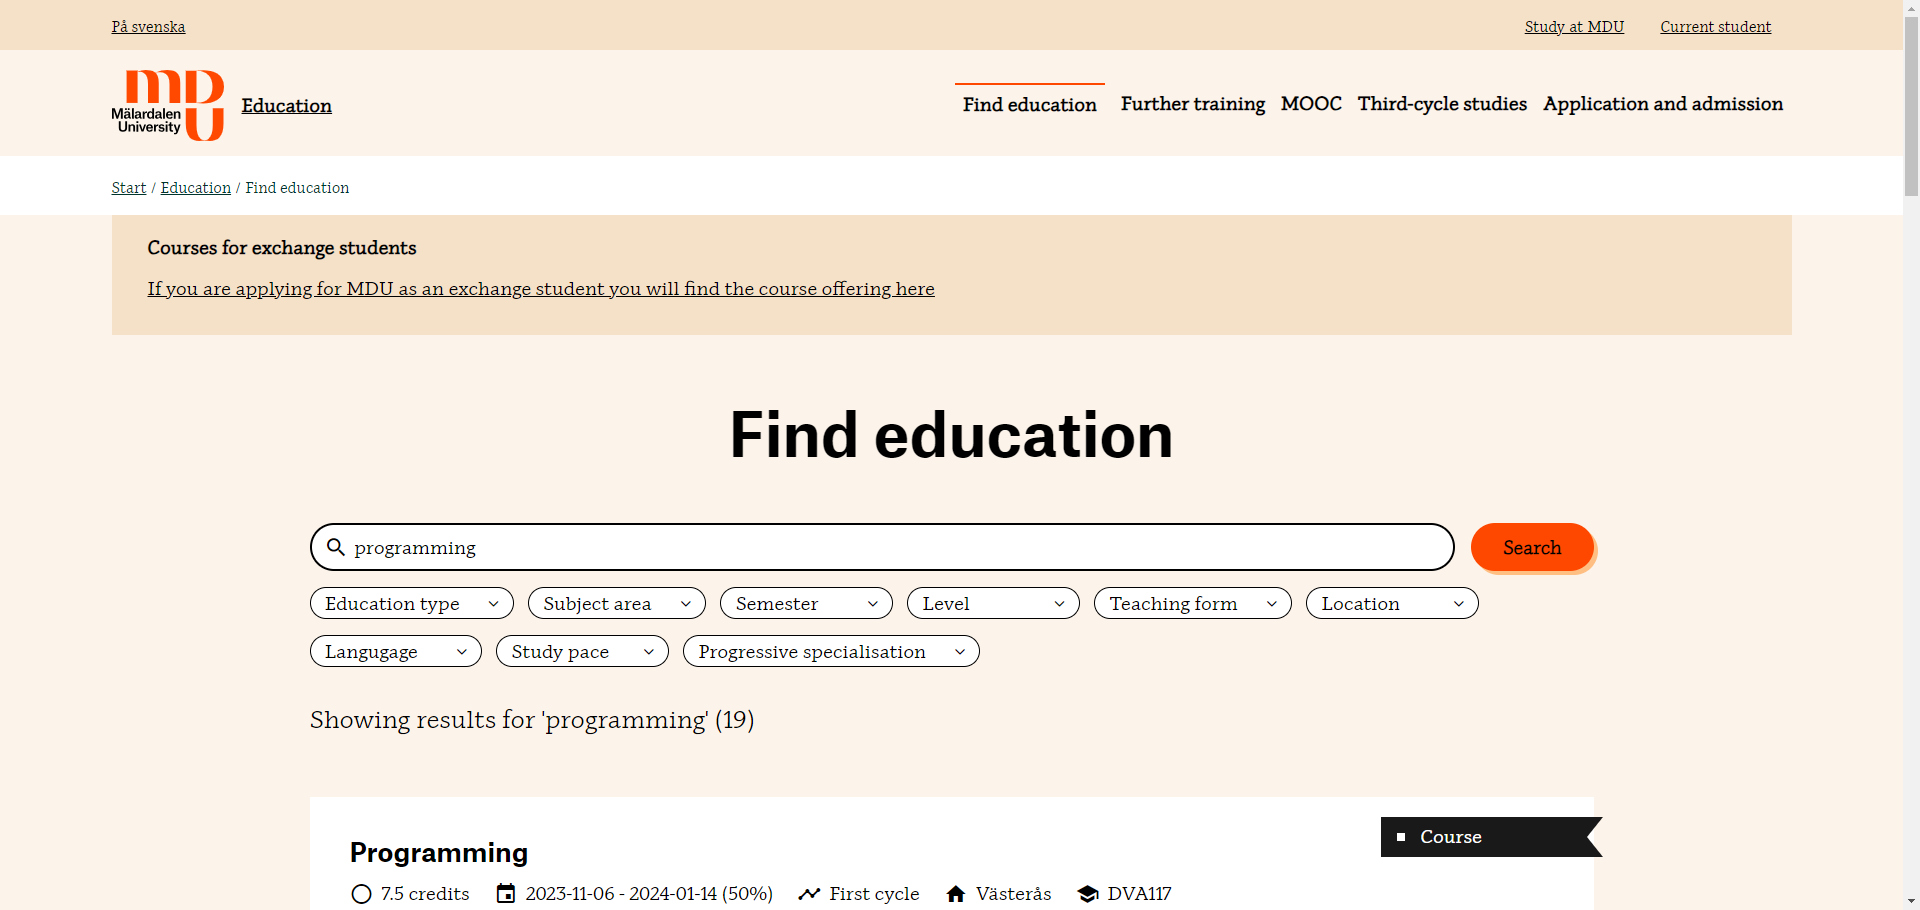 På svenska
Study at MDU
Current student
Mälardalen
University
Education
Find education
Further training
MOOC
Third-cycle studies
Application and admission
Start / Education / Find education
Courses for exchange students
If you are applying for MDU as an exchange student you will find the course offering here
Find education
programming
Search
Education type
Subject area
Semester
Level
Teaching form
Location
Langugage
Study pace
Progressive specialisation
Showing results for 'programming' (19)
Course
Programming
7.5 credits
2023-11-06 - 2024-01-14 (50%)
First cycle
Västerås
DVA117